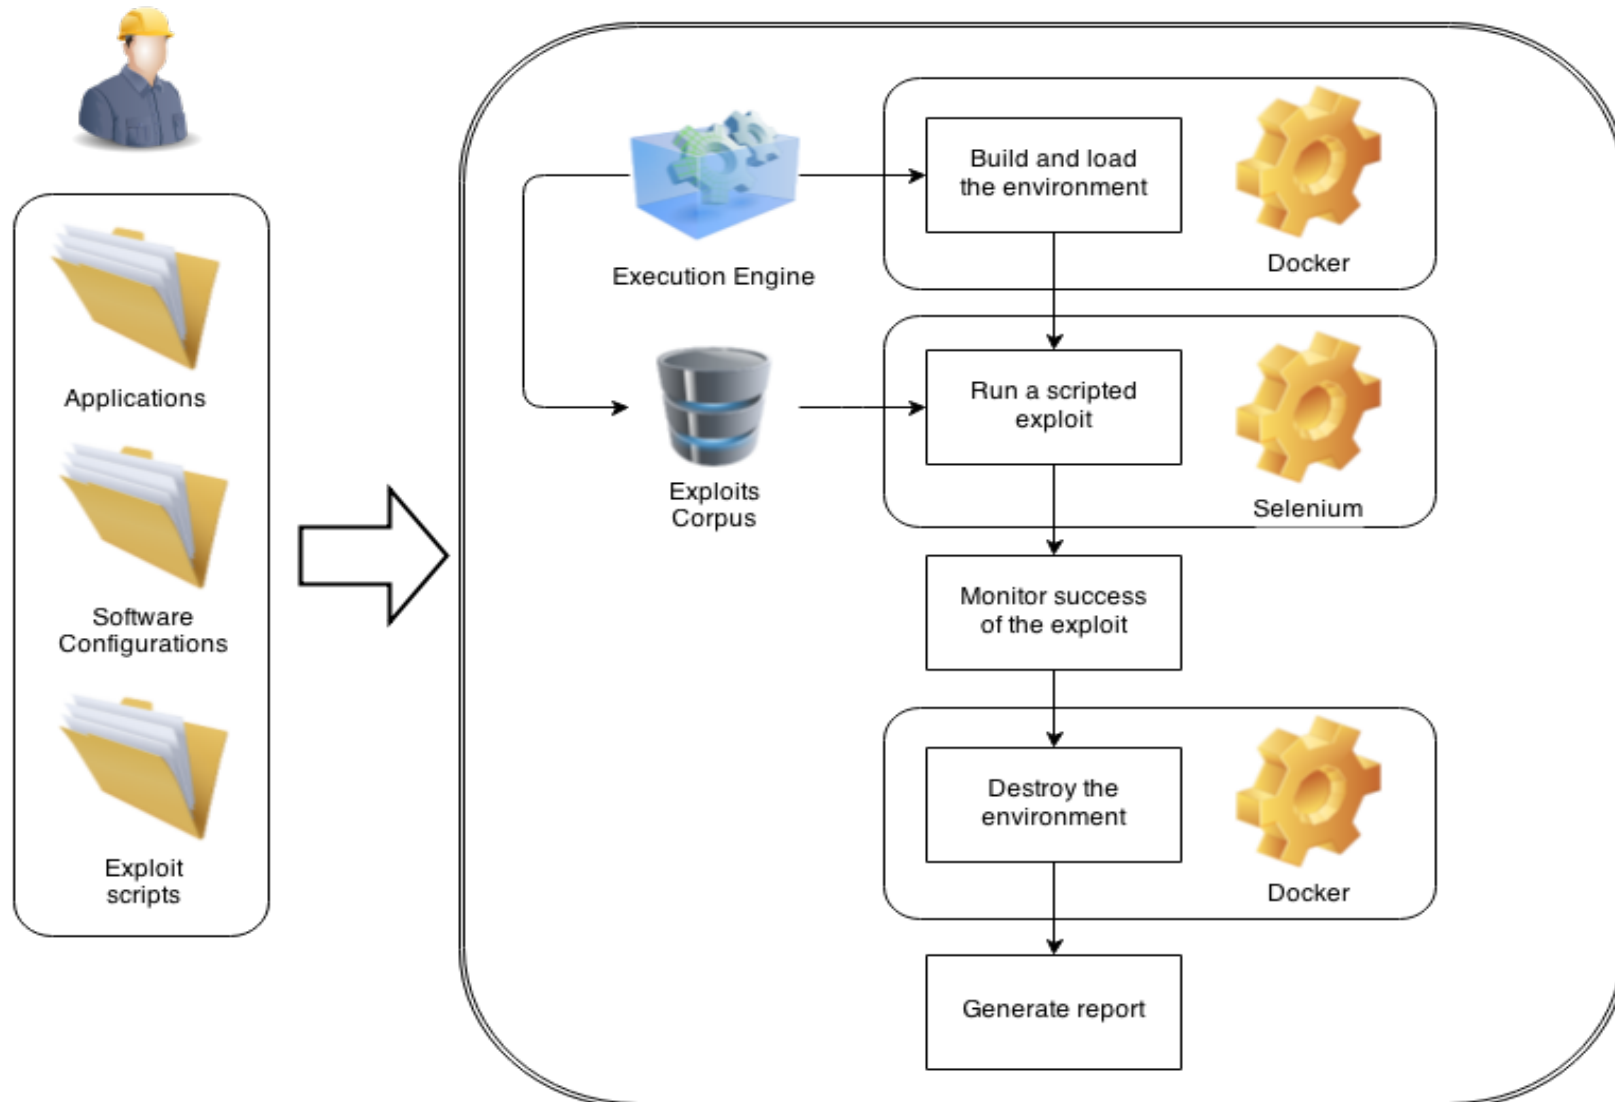 Applications
Software
Configurations
Exploit
scripts
Execution Engine
Exploits
Corpus
Build and load
the environment
Docker
Run a scripted
exploit
Selenium
Monitor success
of the exploit
Destroy the
environment
Docker
Generate report